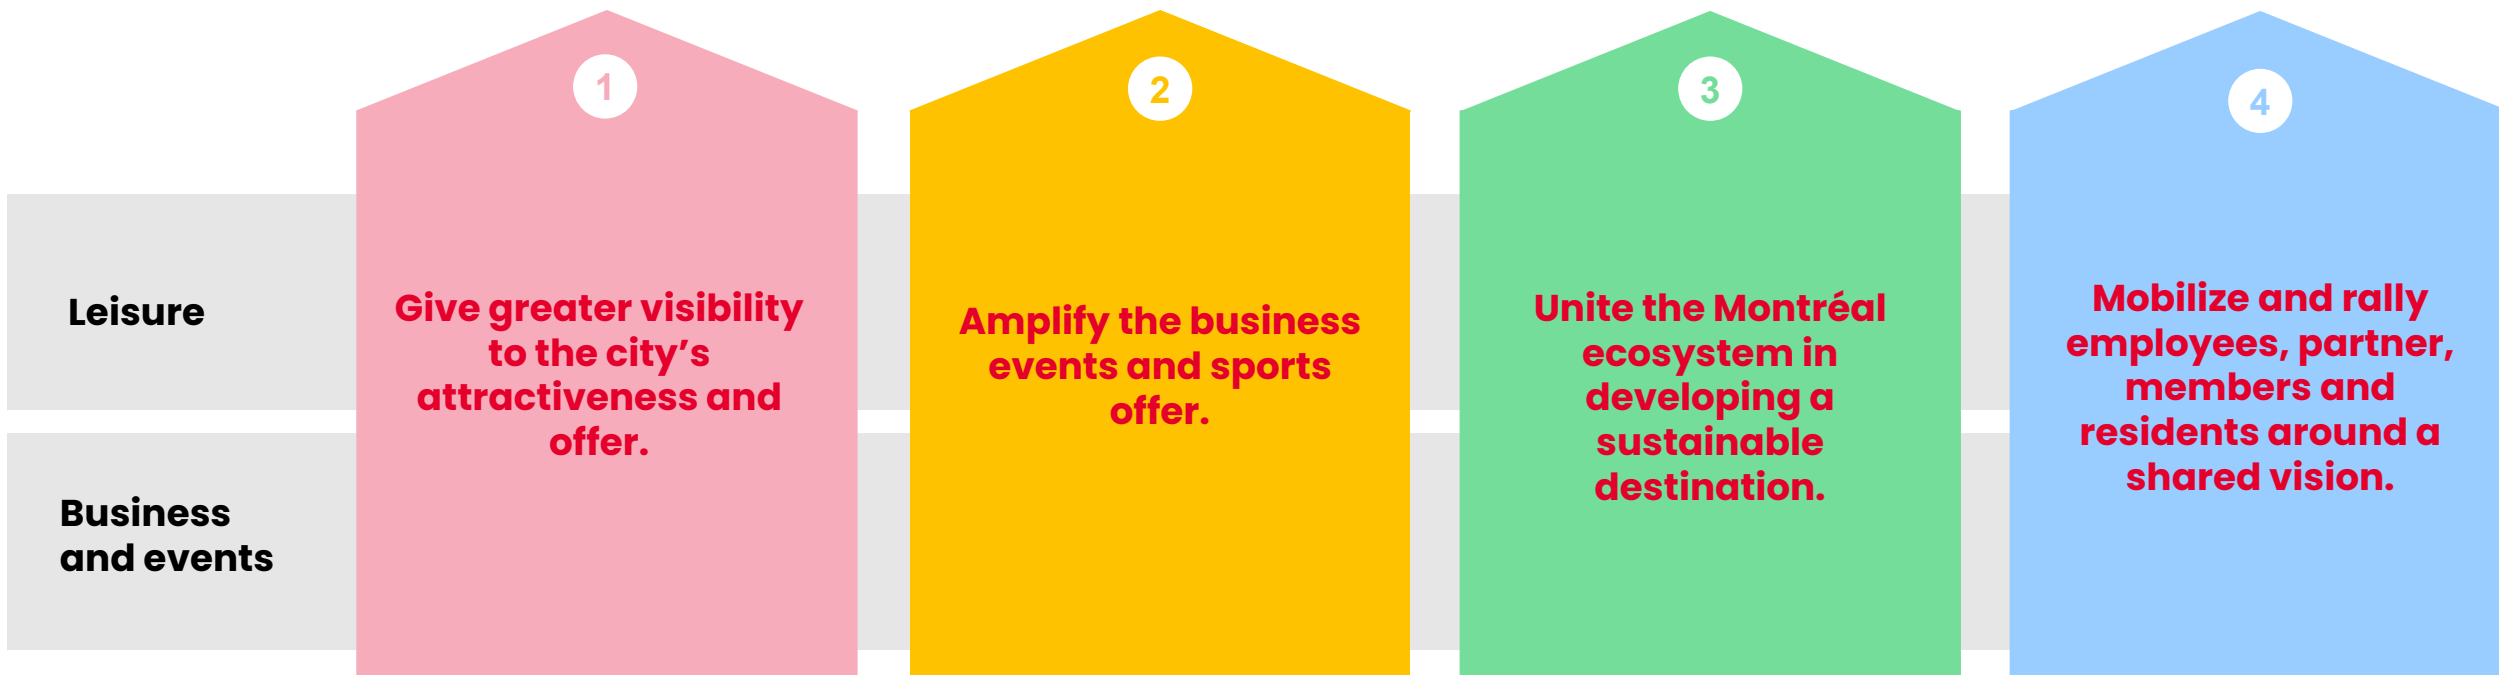 1
2
3
4
Leisure
Business
and events
Give greater visibility
to the city’s
attractiveness and
offer.
Amplify the business
events and sports
offer.
Unite the Montréal
ecosystem in
developing a
sustainable
destination.
Mobilize and rally
employees, partner,
members and
residents around a
shared vision.